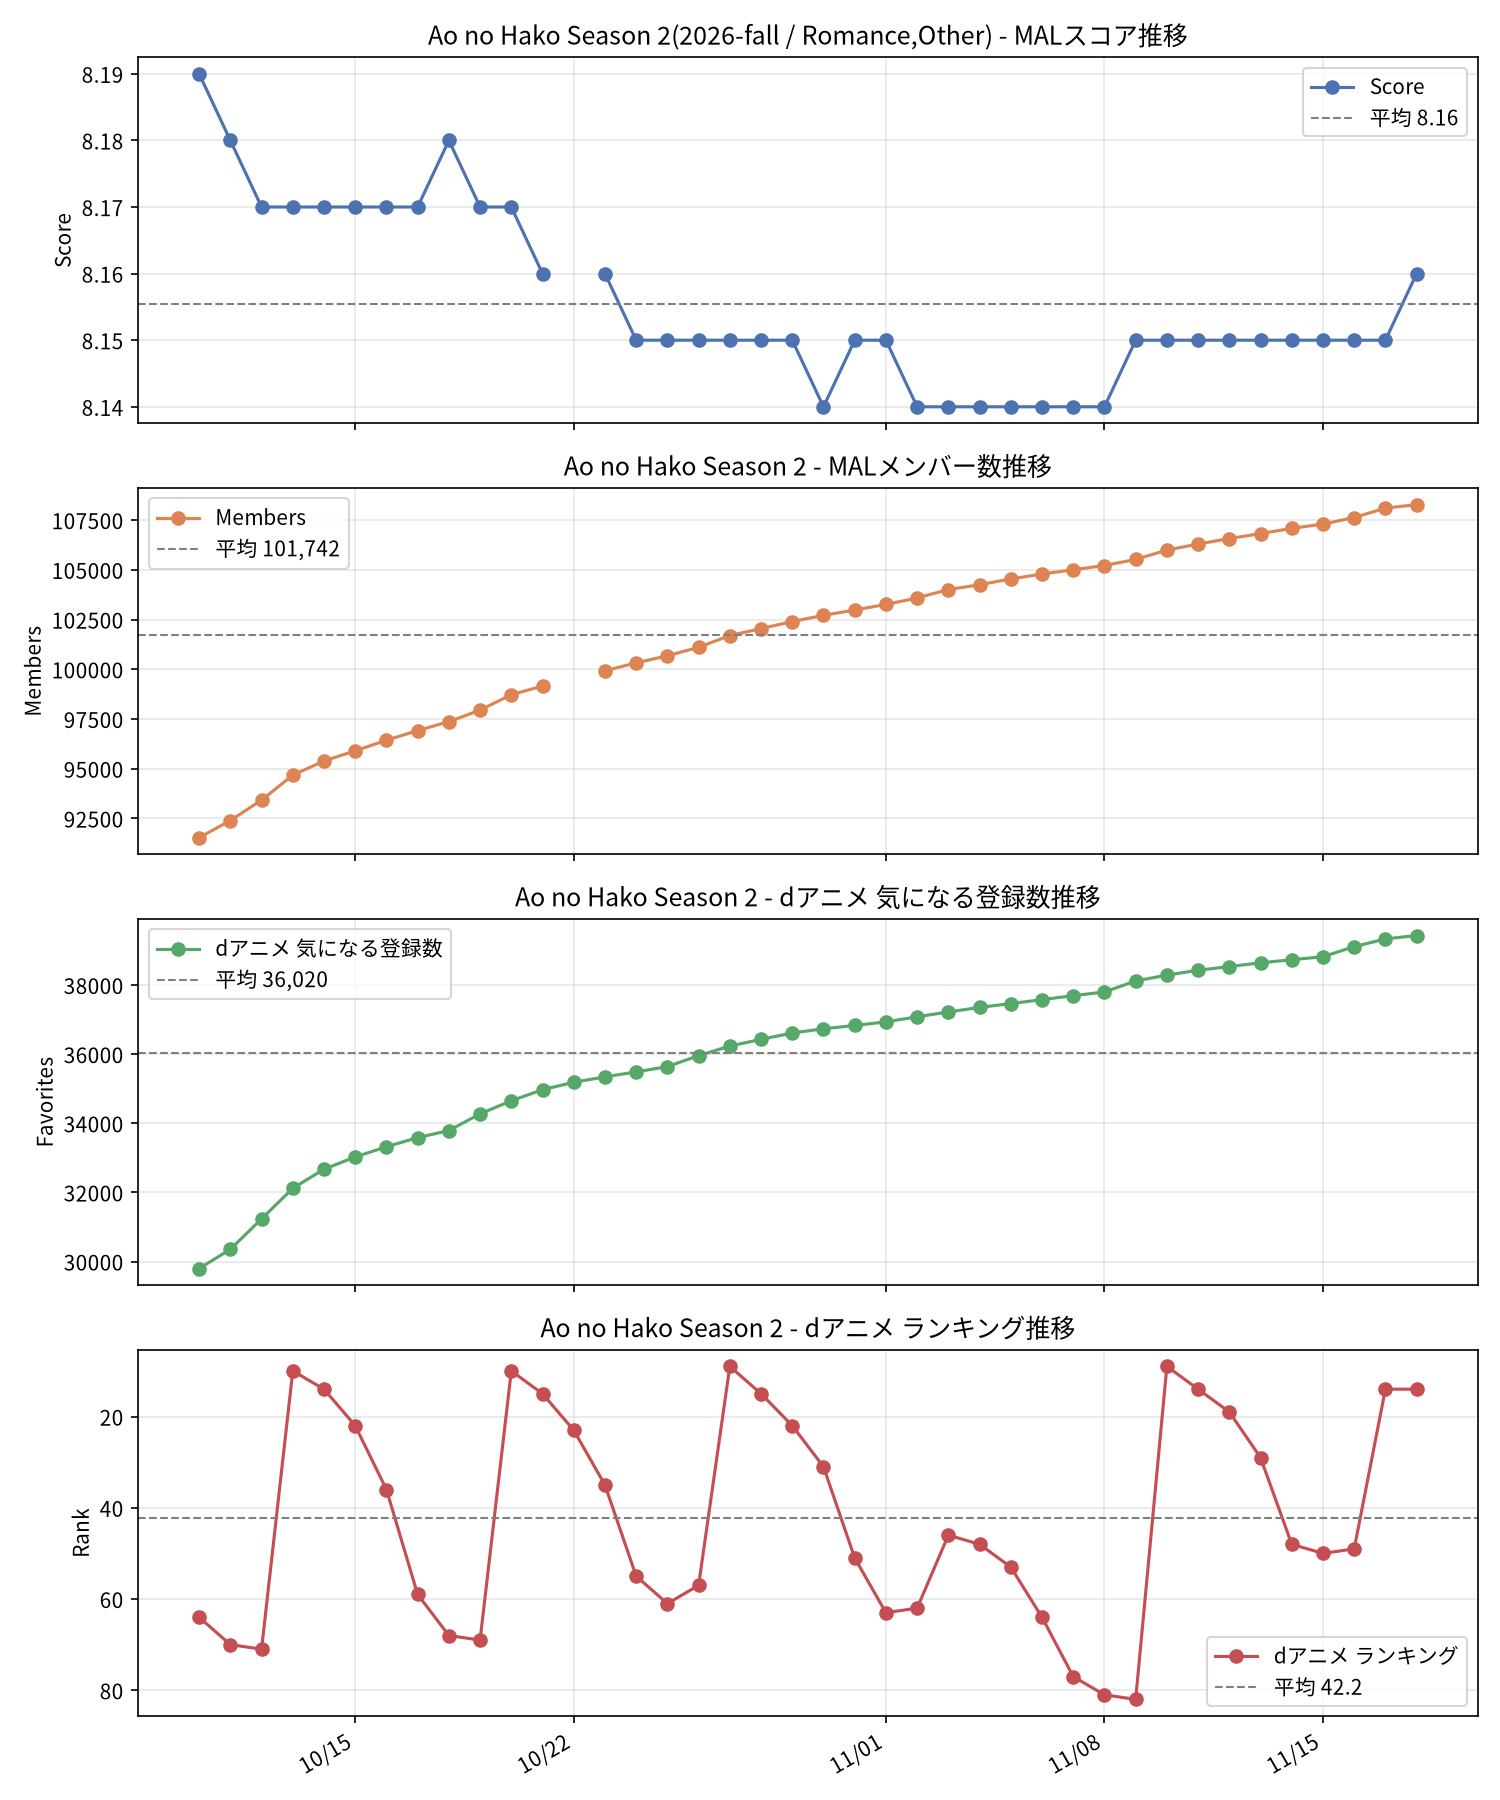 Ao no Hako Season 2(2026-fall / Romance,Other) - MALスコア推移
Score
8.19
8.18
8.17
8.16
8.15
8.14
Score
平均 8.16
Ao no Hako Season 2 - MALメンバー数推移
Members
107500
105000
102500
100000
97500
95000
92500
Members
平均 101,742
Ao no Hako Season 2 - dアニメ 気になる登録数推移
Favorites
38000
36000
34000
32000
30000
dアニメ 気になる登録数
平均 36,020
Ao no Hako Season 2 - dアニメ ランキング推移
Rank
20
40
60
80
dアニメ ランキング
平均 42.2
10/15
10/22
11/01
11/08
11/15